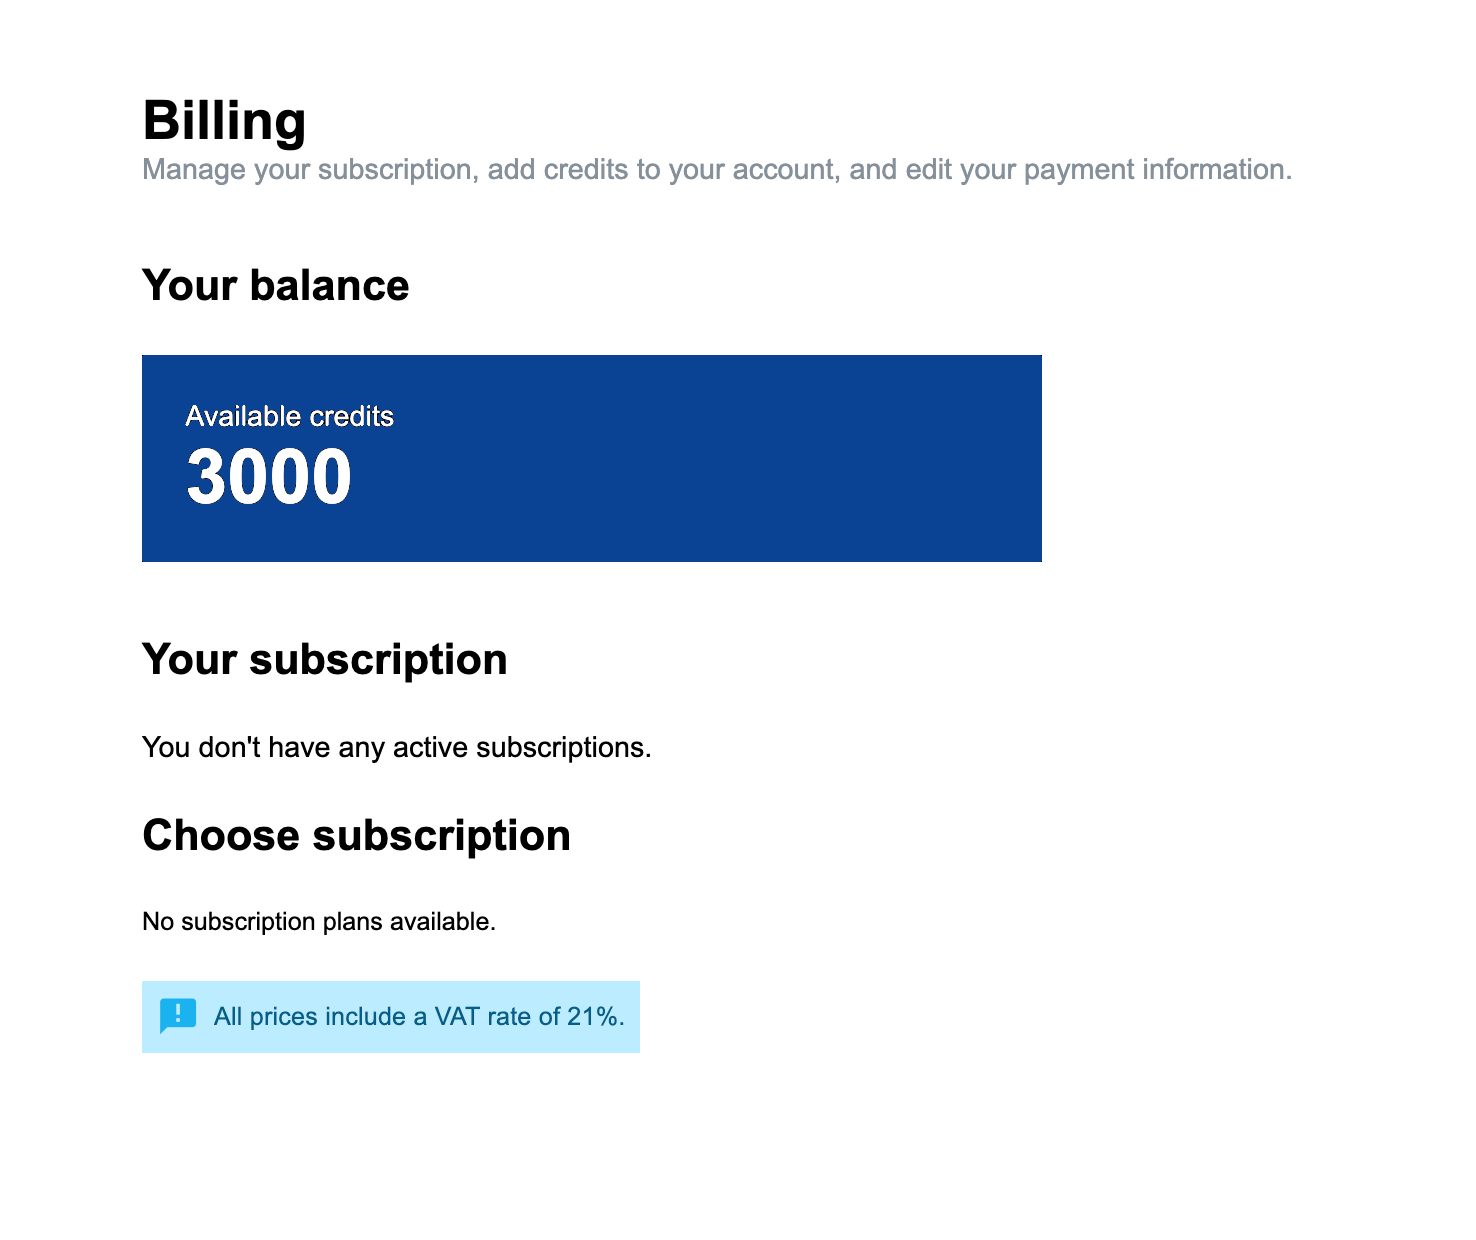 Billing
Manage your subscription, add credits to your account, and edit your payment information.
Your balance
Available credits
3000
Your subscription
You don't have any active subscriptions.
Choose subscription
No subscription plans available.
All prices include a VAT rate of 21%.